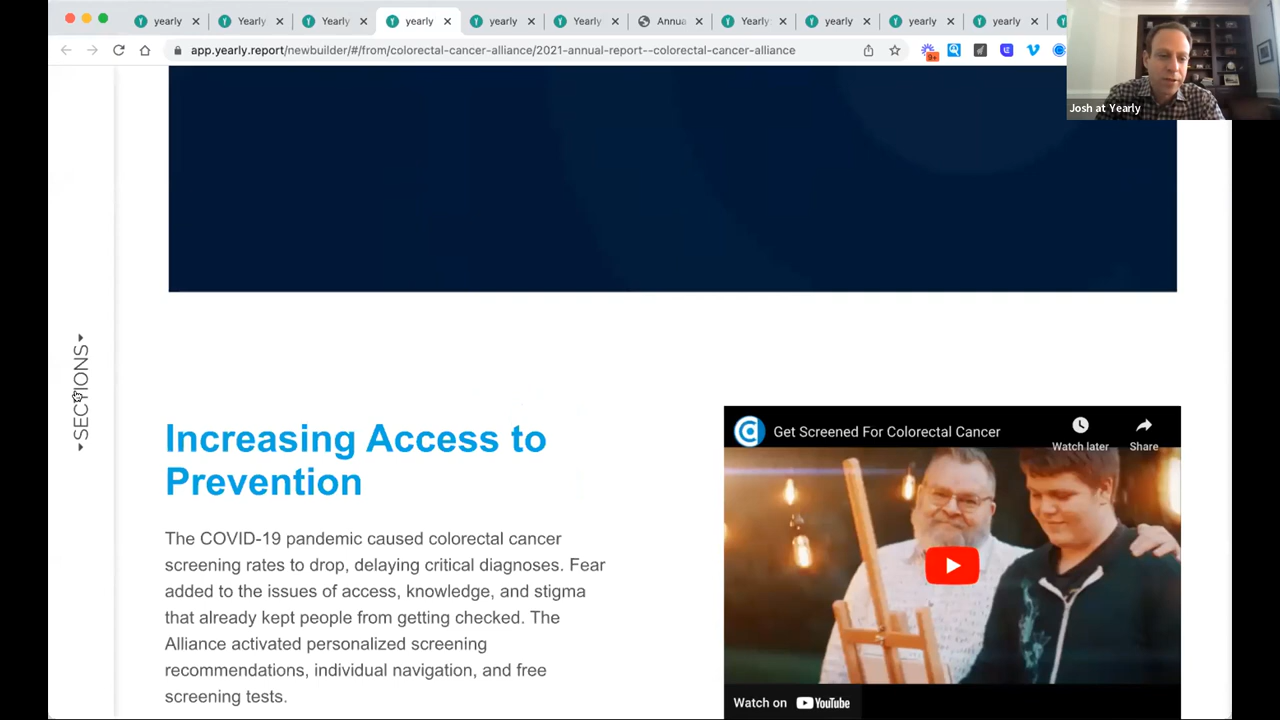 yearly
Yearly
Yearly
yearly
yearly
Yearly
Annua
Yearly
yearly
yearly
yearly
app.yearly.report/newbuilder/#/from/colorectal-cancer-alliance/2021-annual-report--colorectal-cancer-alliance
9+
Josh at Yearly
SECTIONS
Increasing Access to
Prevention
The COVID-19 pandemic caused colorectal cancer
screening rates to drop, delaying critical diagnoses. Fear
added to the issues of access, knowledge, and stigma
that already kept people from getting checked. The
Alliance activated personalized screening
recommendations, individual navigation, and free
screening tests.
Get Screened For Colorectal Cancer
Watch later
Share
Watch on YouTube